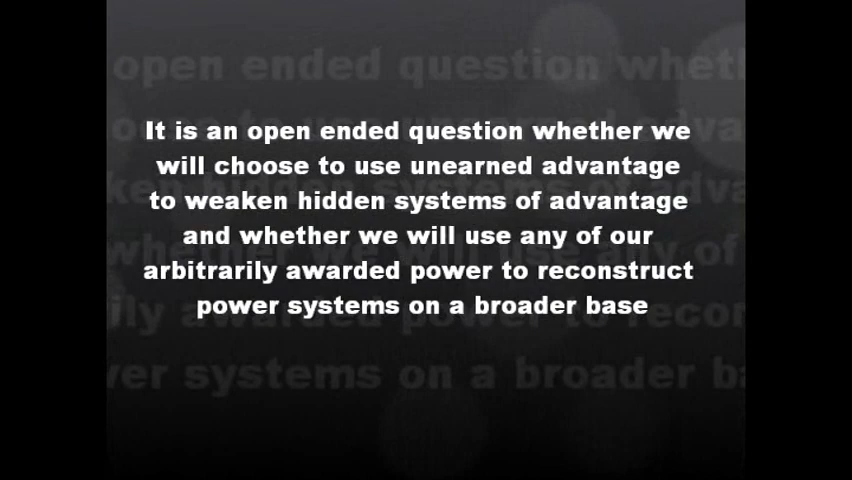 It is an open ended question whether we
will choose to use unearned advantage
to weaken hidden systems of advantage
and whether we will use any of our
arbitrarily awarded power to reconstruct
power systems on a broader base